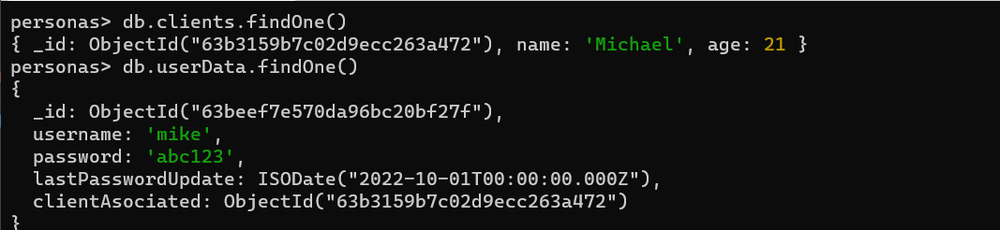 personas> db.clients.findOne()
{ _id: ObjectId("63b3159b7c02d9ecc263a472"), name: 'Michael', age: 21 }
personas> db.userData.findOne()
{
  _id: ObjectId("63beef7e570da96bc20bf27f"),
  username: 'mike',
  password: 'abc123',
  lastPasswordUpdate: ISODate("2022-10-01T00:00:00.000Z"),
  clientAsociated: ObjectId("63b3159b7c02d9ecc263a472")
}